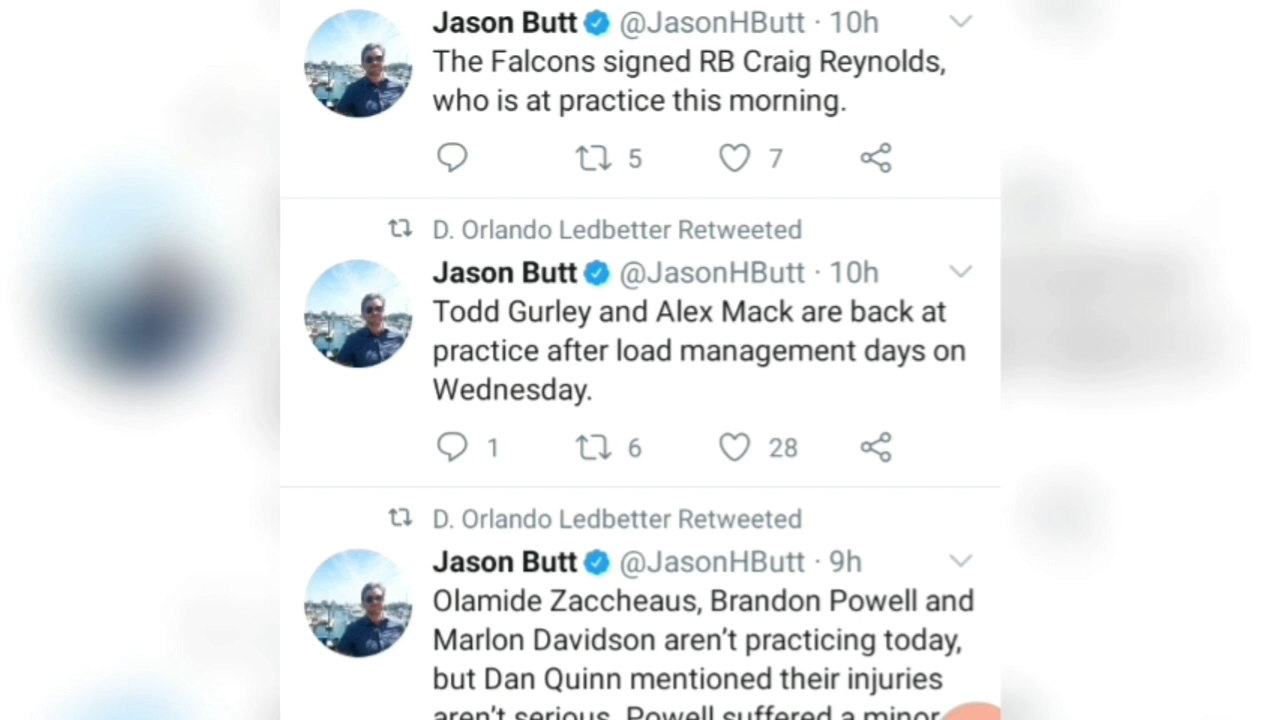 Jason Butt @JasonHButt · 10h
The Falcons signed RB Craig Reynolds,
who is at practice this morning.
5 7
D. Orlando Ledbetter Retweeted
Jason Butt @JasonHButt · 10h
Todd Gurley and Alex Mack are back at
practice after load management days on
Wednesday.
1 6 28
D. Orlando Ledbetter Retweeted
Jason Butt @JasonHButt · 9h
Olamide Zaccheaus, Brandon Powell and
Marlon Davidson aren't practicing today,
but Dan Quinn mentioned their injuries
aren't serious. Powell suffered a minor